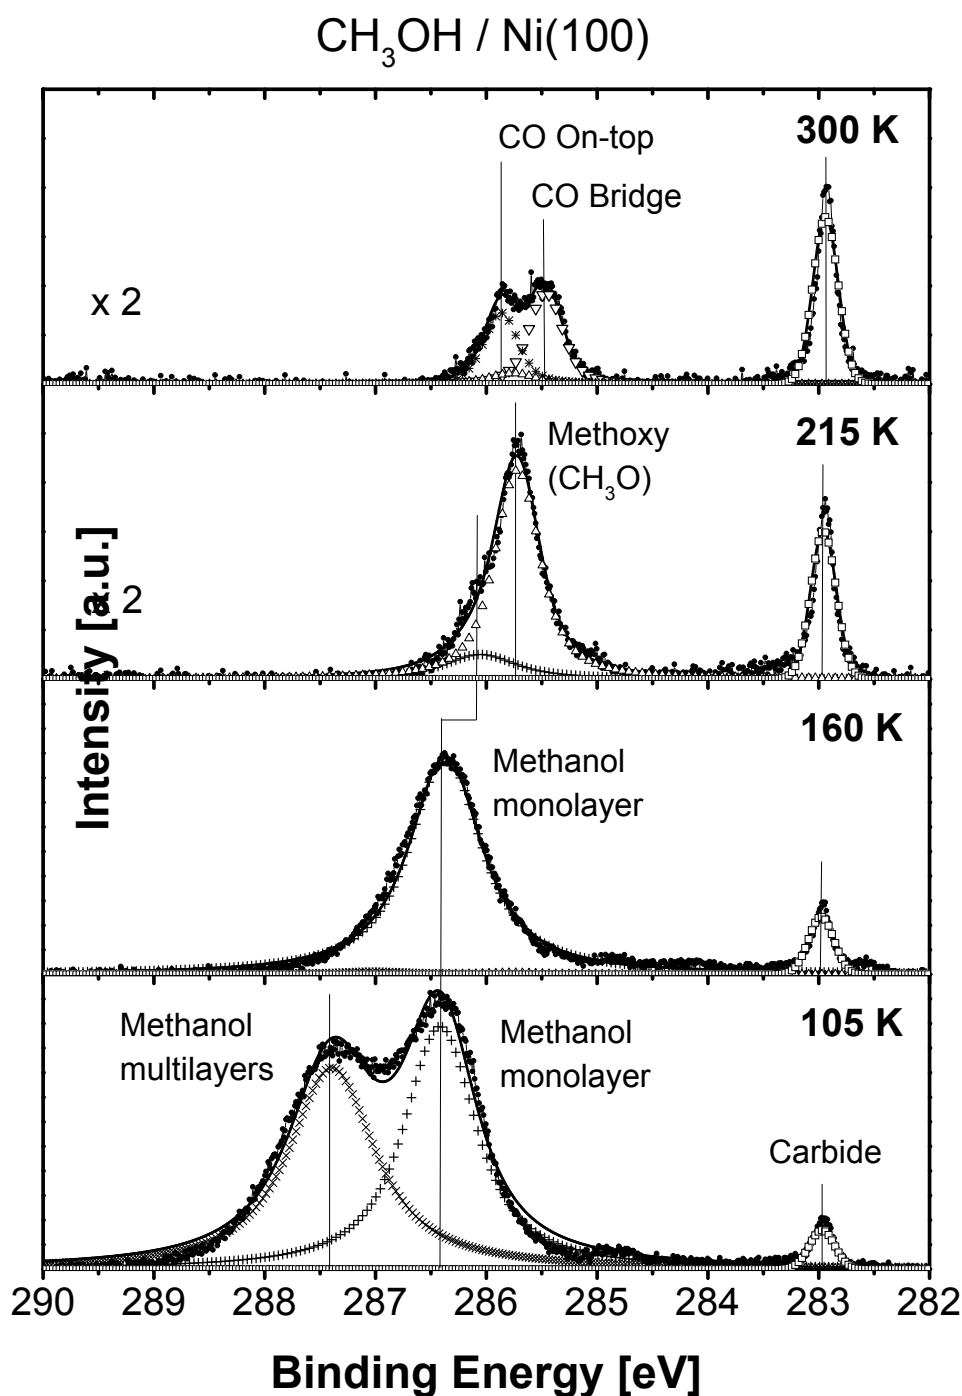 CH₃OH / Ni(100)
CO On-top
300 K
CO Bridge
x 2
Methoxy
(CH₃O)
215 K
x 2
Intensity [a.u.]
160 K
Methanol
monolayer
105 K
Methanol
multilayers
Methanol
monolayer
Carbide
290 289 288 287 286 285 284 283 282
Binding Energy [eV]